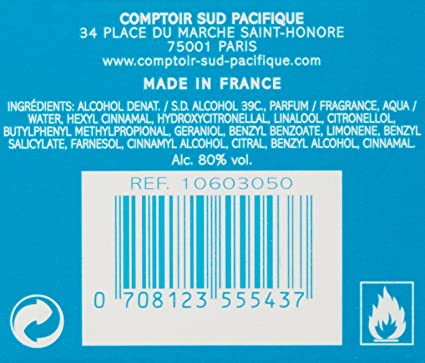 COMPTOIR SUD PACIFIQUE
34 PLACE DU MARCHE SAINT-HONORE
75001 PARIS
www.comptoir-sud-pacifique.com
MADE IN FRANCE
INGRÉDIENTS: ALCOHOL DENAT. / S.D. ALCOHOL 39C., PARFUM / FRAGRANCE, AQUA /
WATER, HEXYL CINNAMAL, HYDROXYCITRONELLAL, LINALOOL, CITRONELLOL,
BUTYLPHENYL METHYLPROPIONAL, GERANIOL, BENZYL BENZOATE, LIMONENE, BENZYL
SALICYLATE, FARNESOL, CINNAMYL ALCOHOL, CITRAL, BENZYL ALCOHOL, CINNAMAL.
Alc. 80% vol.
REF. 10603050
0 708123 555437